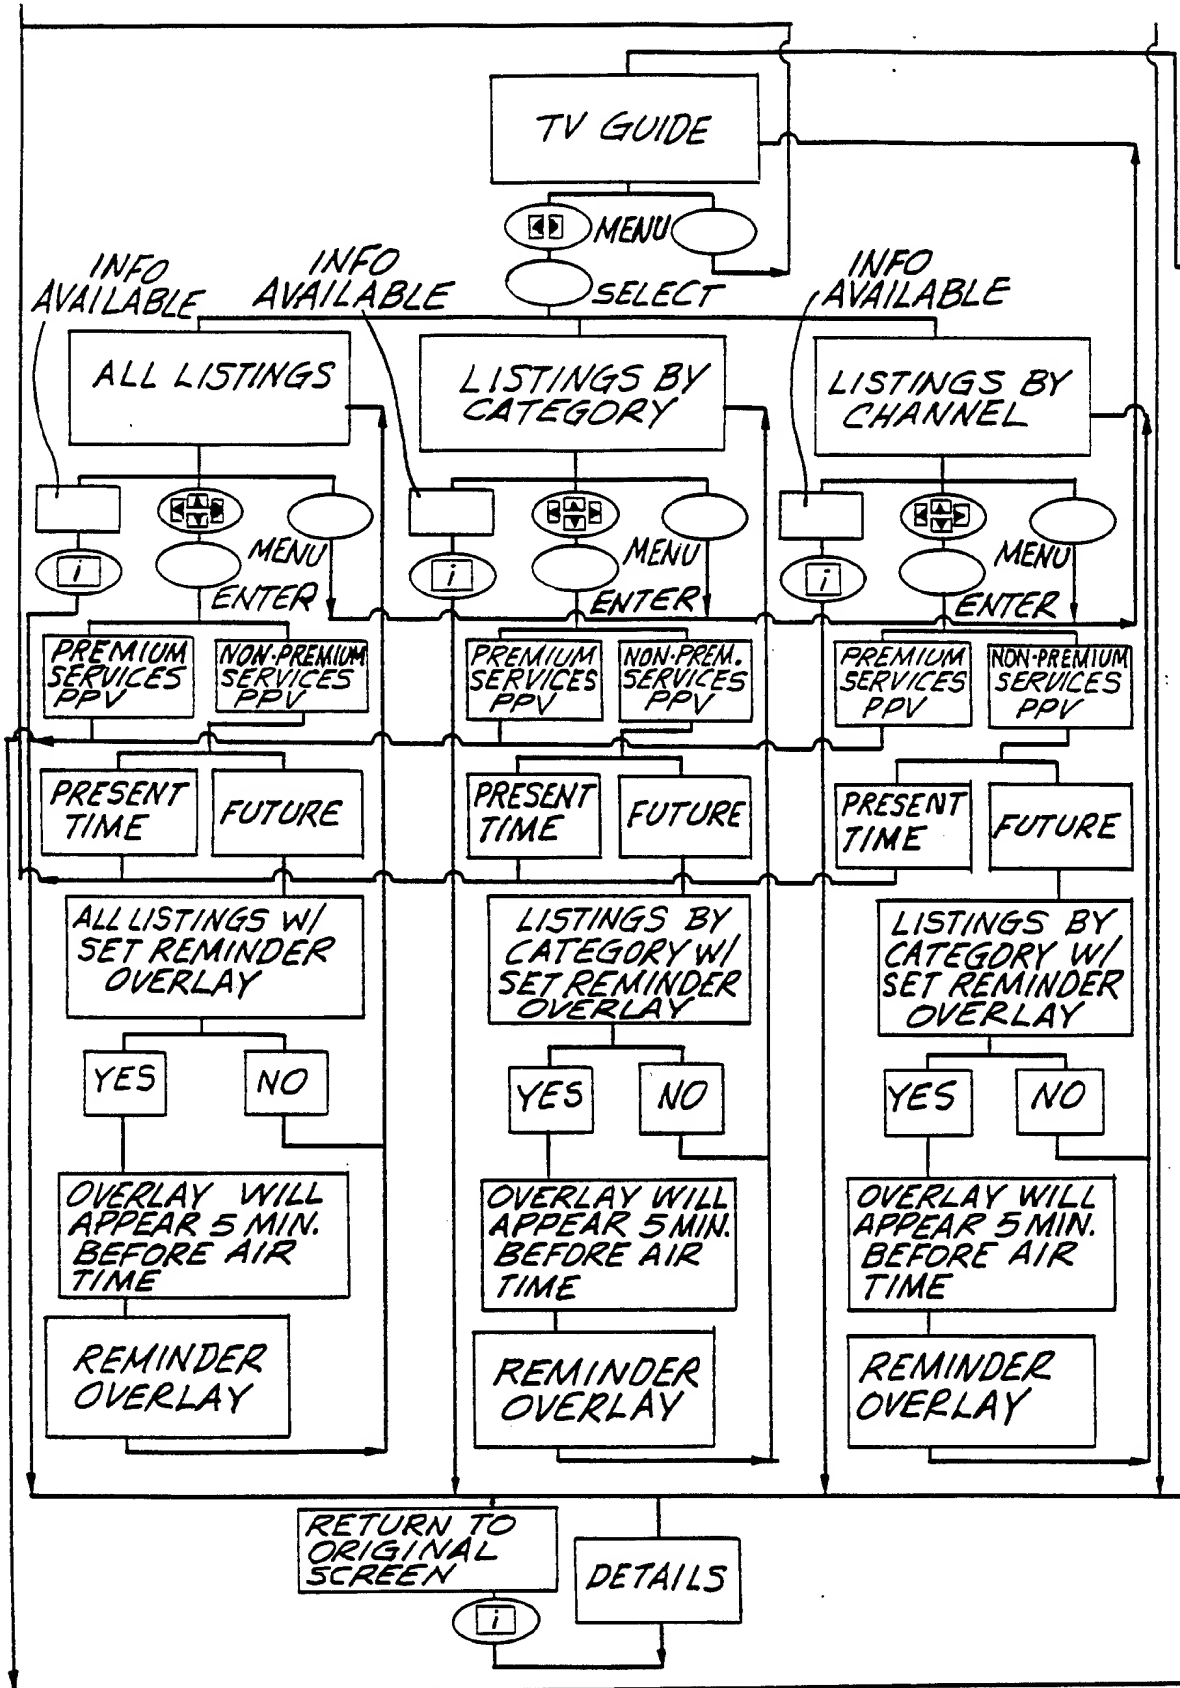 TV GUIDE
MENU
SELECT
INFO
AVAILABLE
INFO
AVAILABLE
INFO
AVAILABLE
ALL LISTINGS
LISTINGS BY
CATEGORY
LISTINGS BY
CHANNEL
i
MENU
ENTER
i
MENU
ENTER
i
MENU
ENTER
PREMIUM
SERVICES
PPV
NON-PREMIUM
SERVICES
PPV
PREMIUM
SERVICES
PPV
NON-PREM.
SERVICES
PPV
PREMIUM
SERVICES
PPV
NON-PREMIUM
SERVICES
PPV
PRESENT
TIME
FUTURE
PRESENT
TIME
FUTURE
PRESENT
TIME
FUTURE
ALL LISTINGS W/
SET REMINDER
OVERLAY
LISTINGS BY
CATEGORY W/
SET REMINDER
OVERLAY
LISTINGS BY
CATEGORY W/
SET REMINDER
OVERLAY
YES
NO
YES
NO
YES
NO
OVERLAY WILL
APPEAR 5 MIN.
BEFORE AIR
TIME
OVERLAY WILL
APPEAR 5 MIN.
BEFORE AIR
TIME
OVERLAY WILL
APPEAR 5 MIN.
BEFORE AIR
TIME
REMINDER
OVERLAY
REMINDER
OVERLAY
REMINDER
OVERLAY
RETURN TO
ORIGINAL
SCREEN
i
DETAILS